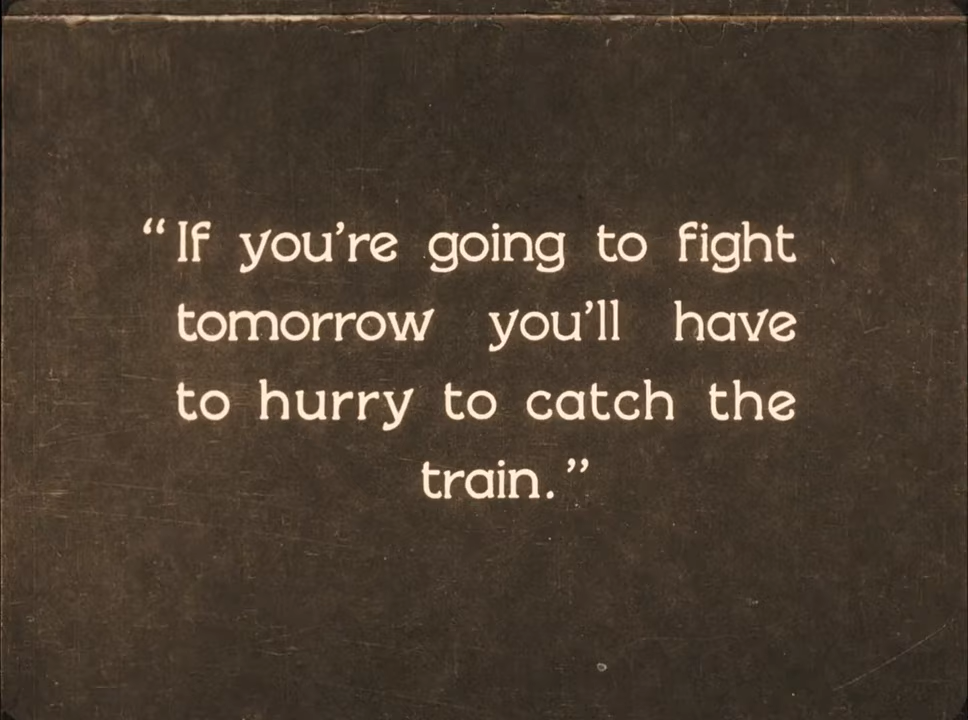 “If you’re going to fight
tomorrow you’ll have
to hurry to catch the
train.”